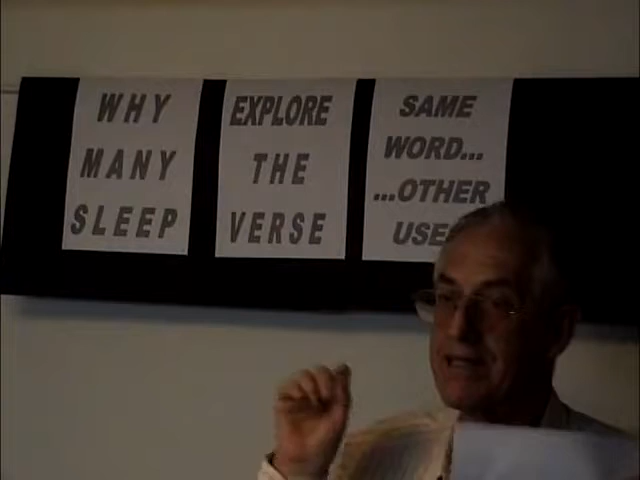 WHY
MANY
SLEEP
EXPLORE
THE
VERSE
SAME
WORD...
...OTHER